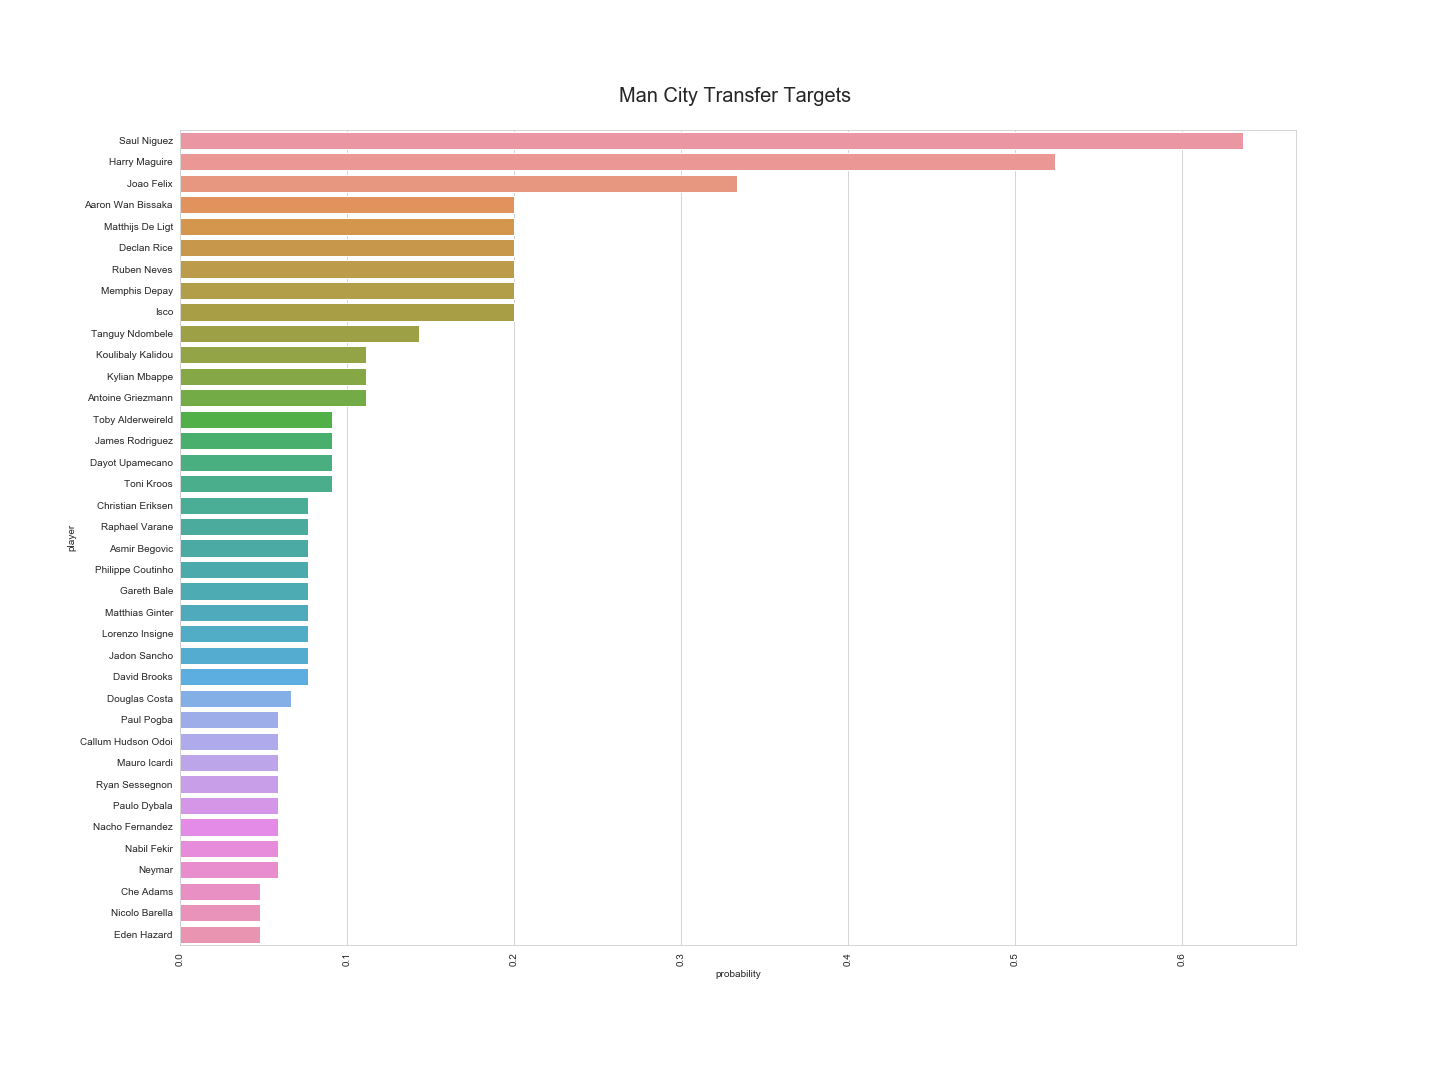 Man City Transfer Targets
Saul Niguez
Harry Maguire
Joao Felix
Aaron Wan Bissaka
Matthijs De Ligt
Declan Rice
Ruben Neves
Memphis Depay
Isco
Tanguy Ndombele
Koulibaly Kalidou
Kylian Mbappe
Antoine Griezmann
Toby Alderweireld
James Rodriguez
Dayot Upamecano
Toni Kroos
Christian Eriksen
Raphael Varane
Asmir Begovic
Philippe Coutinho
Gareth Bale
Matthias Ginter
Lorenzo Insigne
Jadon Sancho
David Brooks
Douglas Costa
Paul Pogba
Callum Hudson Odoi
Mauro Icardi
Ryan Sessegnon
Paulo Dybala
Nacho Fernandez
Nabil Fekir
Neymar
Che Adams
Nicolo Barella
Eden Hazard
player
0.0 0.1 0.2 0.3 0.4 0.5 0.6
probability